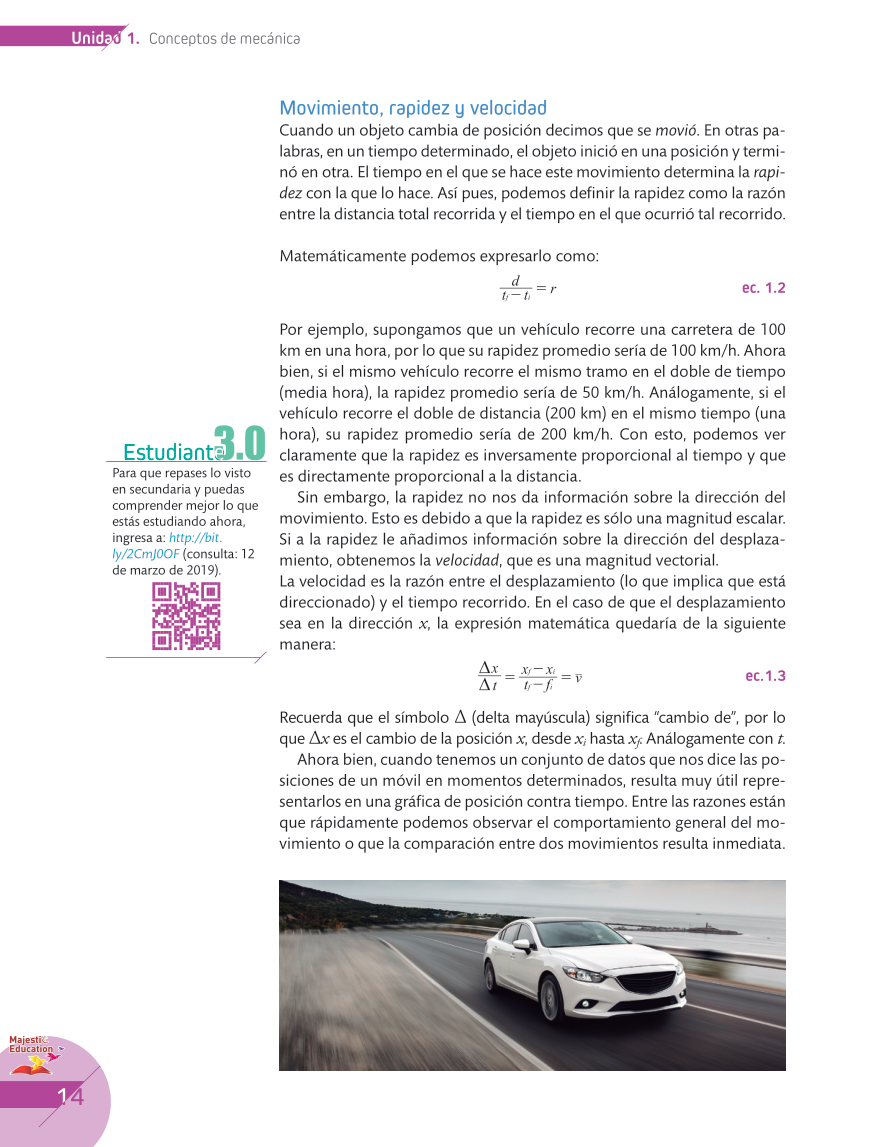 Unidad 1. Conceptos de mecánica
Movimiento, rapidez y velocidad
Cuando un objeto cambia de posición decimos que se movió. En otras pa-
labras, en un tiempo determinado, el objeto inició en una posición y termi-
nó en otra. El tiempo en el que se hace este movimiento determina la rapi-
dez con la que lo hace. Así pues, podemos definir la rapidez como la razón
entre la distancia total recorrida y el tiempo en el que ocurrió tal recorrido.
Matemáticamente podemos expresarlo como:
d / (t_f − t_i) = r ec. 1.2
Por ejemplo, supongamos que un vehículo recorre una carretera de 100
km en una hora, por lo que su rapidez promedio sería de 100 km/h. Ahora
bien, si el mismo vehículo recorre el mismo tramo en el doble de tiempo
(media hora), la rapidez promedio sería de 50 km/h. Análogamente, si el
vehículo recorre el doble de distancia (200 km) en el mismo tiempo (una
hora), su rapidez promedio sería de 200 km/h. Con esto, podemos ver
claramente que la rapidez es inversamente proporcional al tiempo y que
es directamente proporcional a la distancia.
Sin embargo, la rapidez no nos da información sobre la dirección del
movimiento. Esto es debido a que la rapidez es sólo una magnitud escalar.
Si a la rapidez le añadimos información sobre la dirección del desplaza-
miento, obtenemos la velocidad, que es una magnitud vectorial.
La velocidad es la razón entre el desplazamiento (lo que implica que está
direccionado) y el tiempo recorrido. En el caso de que el desplazamiento
sea en la dirección x, la expresión matemática quedaría de la siguiente
manera:
Δx / Δt = (x_f − x_i) / (t_f − f_i) = v̄ ec.1.3
Recuerda que el símbolo Δ (delta mayúscula) significa “cambio de”, por lo
que Δx es el cambio de la posición x, desde x_i hasta x_f. Análogamente con t.
Ahora bien, cuando tenemos un conjunto de datos que nos dice las po-
siciones de un móvil en momentos determinados, resulta muy útil repre-
sentarlos en una gráfica de posición contra tiempo. Entre las razones están
que rápidamente podemos observar el comportamiento general del mo-
vimiento o que la comparación entre dos movimientos resulta inmediata.
Estudiante 3.0
Para que repases lo visto
en secundaria y puedas
comprender mejor lo que
estás estudiando ahora,
ingresa a: http://bit.
ly/2CmJ0OF (consulta: 12
de marzo de 2019).
Majestic
Education
14